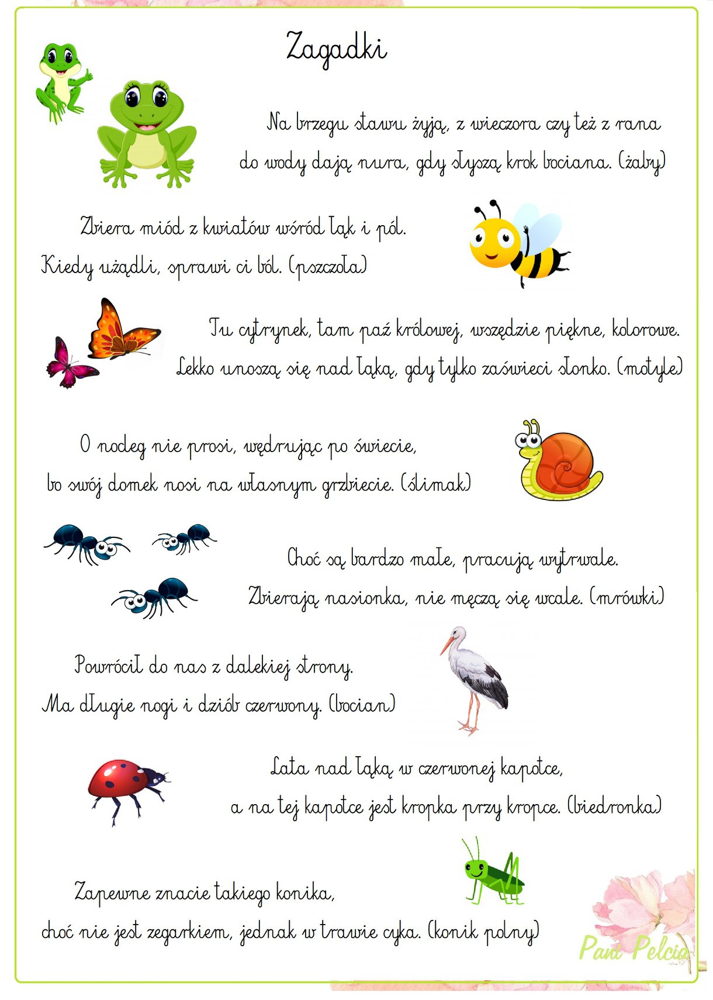 Zagadki
Na brzegu stawu żyją, z wieczora czy też z rana
do wody dają nura, gdy słyszą krok bociana. (żaby)
Zbiera miód z kwiatów wśród łąk i pól.
Kiedy użądli, sprawi ci ból. (pszczoła)
Tu cytrynek, tam paź królowej, wszędzie piękne, kolorowe.
Lekko unoszą się nad łąką, gdy tylko zaświeci słonko. (motyle)
O nocleg nie prosi, wędrując po świecie,
bo swój domek nosi na własnym grzbiecie. (ślimak)
Choć są bardzo małe, pracują wytrwale.
Zbierają nasionka, nie męczą się wcale. (mrówki)
Powrócił do nas z dalekiej strony.
Ma długie nogi i dziób czerwony. (bocian)
Lata nad łąką w czerwonej kapotce,
a na tej kapotce jest kropka przy kropce. (biedronka)
Zapewne znacie takiego konika,
choć nie jest zegarkiem, jednak w trawie cyka. (konik polny)
Pani Pelcia